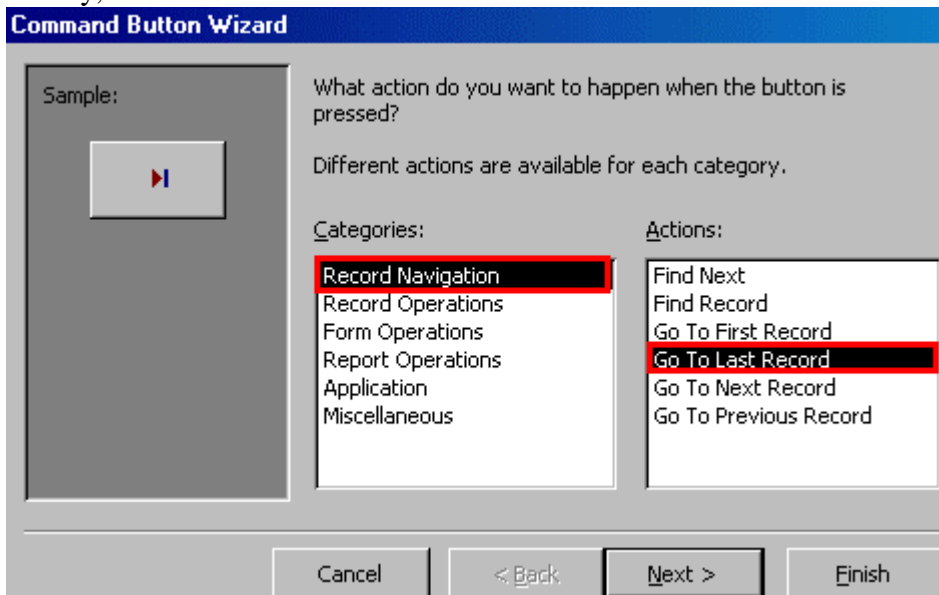 Command Button Wizard
Sample:
What action do you want to happen when the button is
pressed?
Different actions are available for each category.
Categories:
Record Navigation
Record Operations
Form Operations
Report Operations
Application
Miscellaneous
Actions:
Find Next
Find Record
Go To First Record
Go To Last Record
Go To Next Record
Go To Previous Record
Cancel
< Back
Next >
Finish